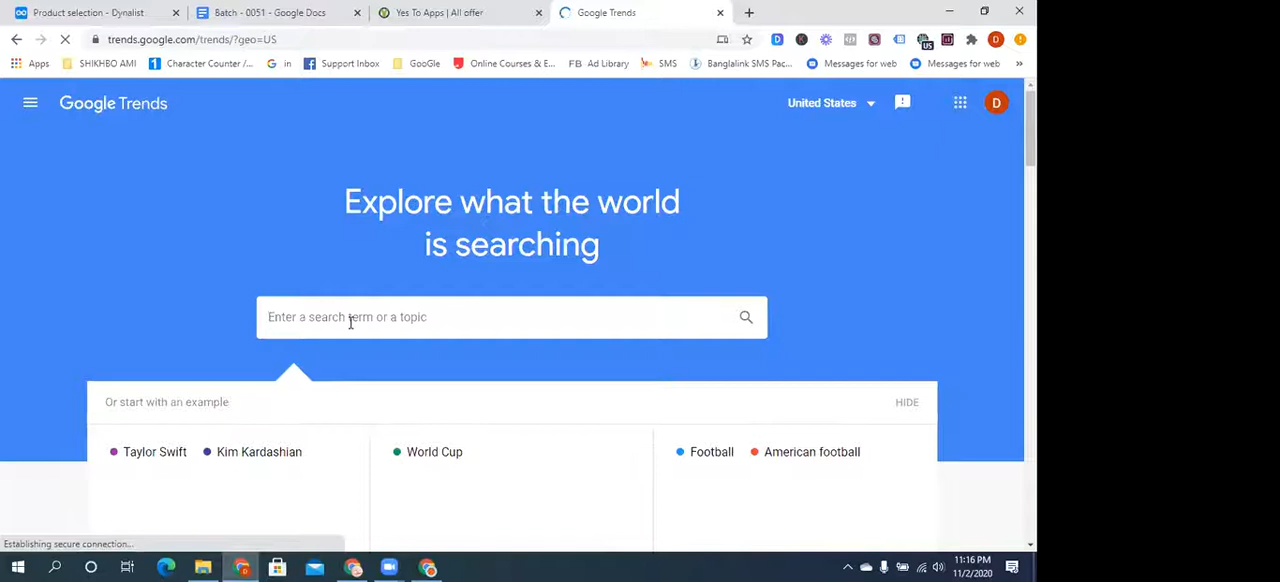 Product selection - Dynalist
Batch - 0051 - Google Docs
Yes To Apps | All offer
Google Trends
trends.google.com/trends/?geo=US
US
D
Apps
SHIKHBO AMI
Character Counter /...
in
Support Inbox
GooGle
Online Courses & E...
FB Ad Library
SMS
Banglalink SMS Pac...
Messages for web
Messages for web
»
Google Trends
United States
D
Explore what the world
is searching
Enter a search term or a topic
Or start with an example
HIDE
Taylor Swift
Kim Kardashian
World Cup
Football
American football
Establishing secure connection...
11:16 PM
11/2/2020